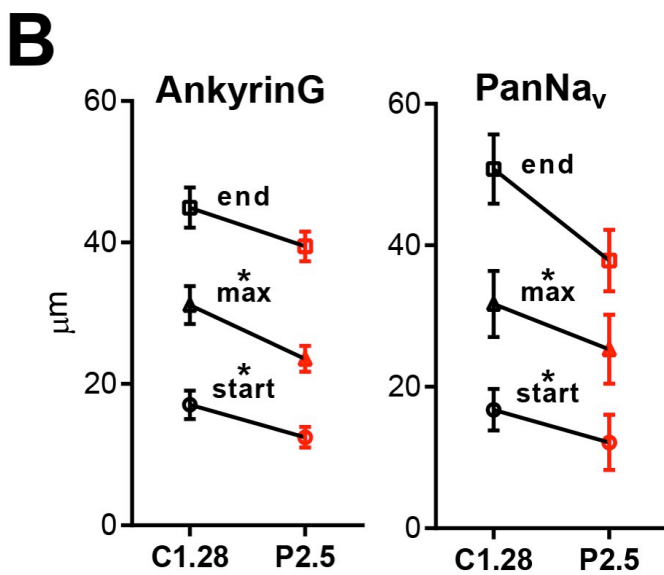 B
AnkyrinG
60
40
20
0
μm
end
*
max
*
start
C1.28 P2.5
PanNav
60
40
20
0
end
*
max
*
start
C1.28 P2.5